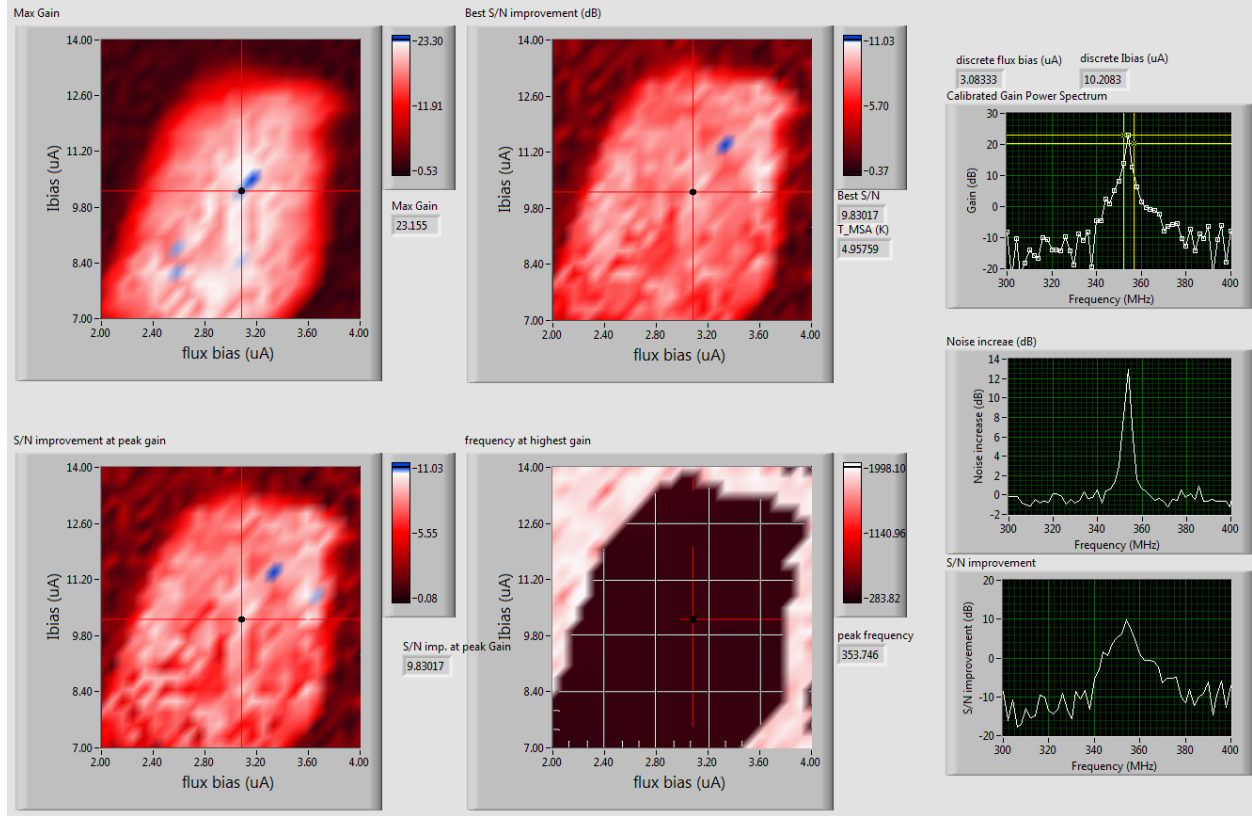 Max Gain
14.00
12.60
11.20
9.80
8.40
7.00
Ibias (uA)
2.00 2.40 2.80 3.20 3.60 4.00
flux bias (uA)
23.30
11.91
0.53
Max Gain
23.155
Best S/N improvement (dB)
14.00
12.60
11.20
9.80
8.40
7.00
Ibias (uA)
2.00 2.40 2.80 3.20 3.60 4.00
flux bias (uA)
11.03
5.70
0.37
Best S/N
9.83017
T_MSA (K)
4.95759
discrete flux bias (uA) discrete Ibias (uA)
3.08333 10.2083
Calibrated Gain Power Spectrum
30
20
10
0
-10
-20
Gain (dB)
300 320 340 360 380 400
Frequency (MHz)
Noise increae (dB)
14
12
10
8
6
4
2
0
-2
Noise increase (dB)
300 320 340 360 380 400
Frequency (MHz)
S/N improvement at peak gain
14.00
12.60
11.20
9.80
8.40
7.00
Ibias (uA)
2.00 2.40 2.80 3.20 3.60 4.00
flux bias (uA)
11.03
5.55
0.08
S/N imp. at peak Gain
9.83017
frequency at highest gain
14.00
12.60
11.20
9.80
8.40
7.00
Ibias (uA)
2.00 2.40 2.80 3.20 3.60 4.00
flux bias (uA)
1998.10
1140.96
283.82
peak frequency
353.746
S/N improvement
20
10
0
-10
-20
S/N improvement (dB)
300 320 340 360 380 400
Frequency (MHz)